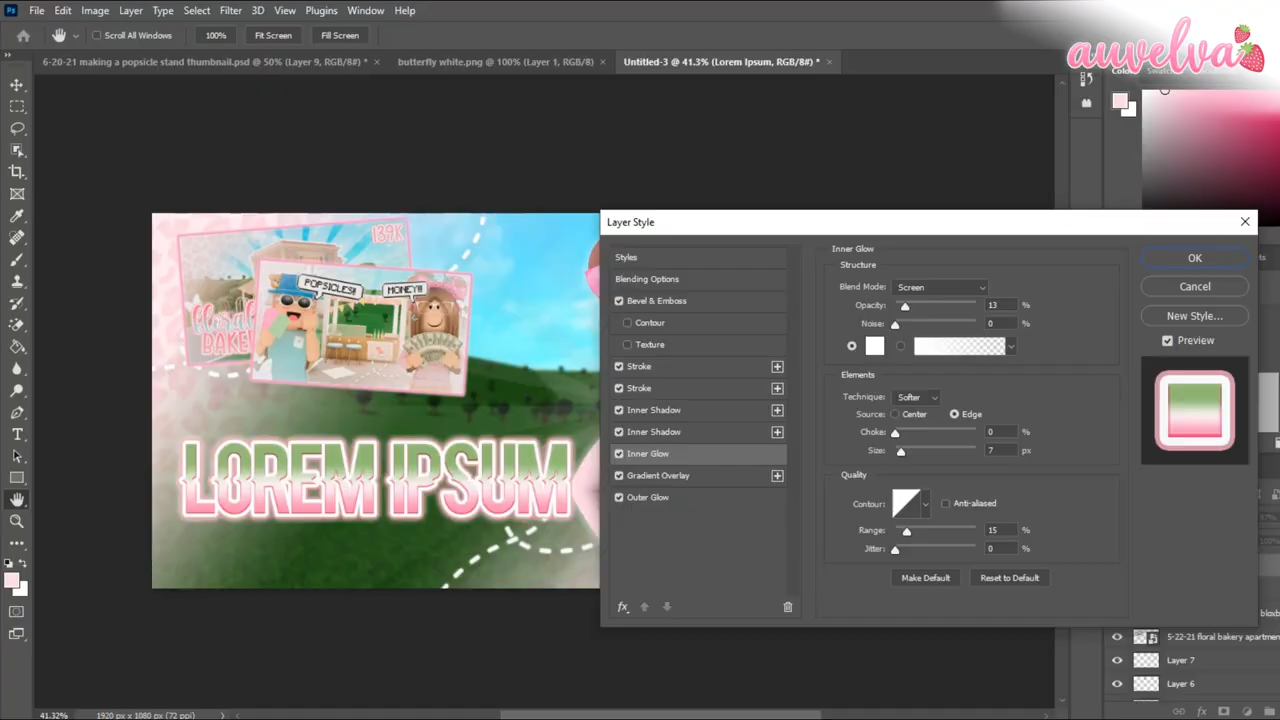 File Edit Image Layer Type Select Filter 3D View Plugins Window Help
auvelva
Scroll All Windows 100% Fit Screen Fill Screen
6-20-21 making a popsicle stand thumbnail.psd @ 50% (Layer 9, RGB/8#) * × butterfly white.png @ 100% (Layer 1, RGB/8) × Untitled-3 @ 41.3% (Lorem Ipsum, RGB/8#) * ×
139K
POPSICLES!!
MONEY!!
floral
BAKERY
LOREM IPSUM
Layer Style
Styles
Blending Options
Bevel & Emboss
Contour
Texture
Stroke
Stroke
Inner Shadow
Inner Shadow
Inner Glow
Gradient Overlay
Outer Glow
fx
Inner Glow
Structure
Blend Mode: Screen
Opacity: 13 %
Noise: 0 %
Elements
Technique: Softer
Source: Center Edge
Choke: 0 %
Size: 7 px
Quality
Contour: Anti-aliased
Range: 15 %
Jitter: 0 %
Make Default Reset to Default
OK
Cancel
New Style...
Preview
5-22-21 floral bakery apartmen
Layer 7
Layer 6
41.32% 1920 px x 1080 px (72 ppi)